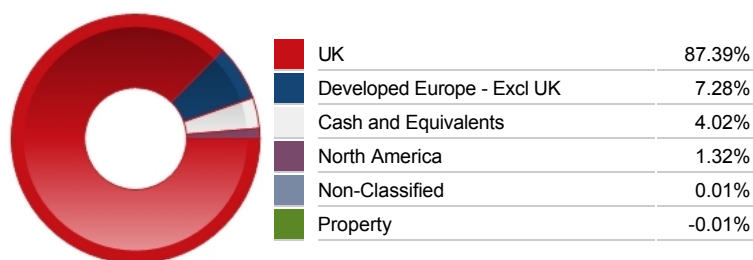 UK 87.39%
Developed Europe - Excl UK 7.28%
Cash and Equivalents 4.02%
North America 1.32%
Non-Classified 0.01%
Property -0.01%